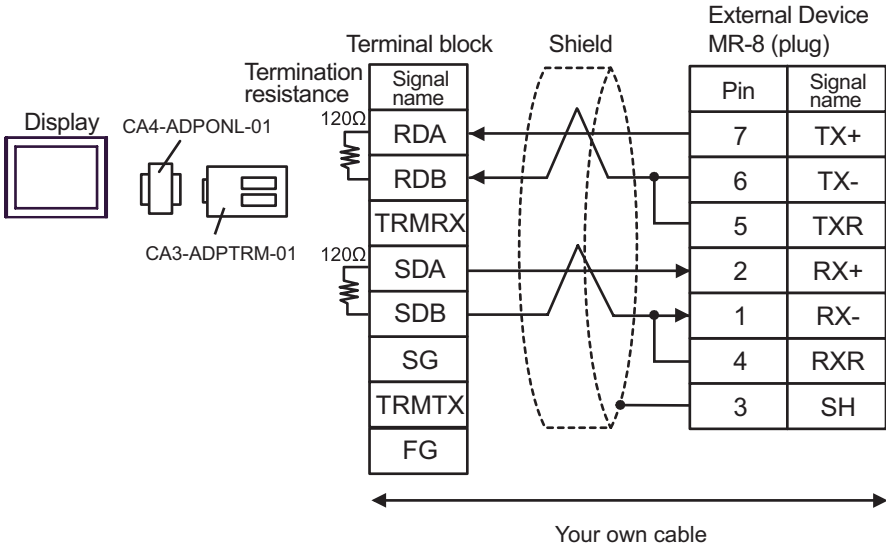 External Device
MR-8 (plug)
Terminal block
Shield
Termination
resistance
Display
CA4-ADPONL-01
CA3-ADPTRM-01
120Ω
120Ω
Signal
name
RDA
RDB
TRMRX
SDA
SDB
SG
TRMTX
FG
Pin
Signal
name
7 TX+
6 TX-
5 TXR
2 RX+
1 RX-
4 RXR
3 SH
Your own cable